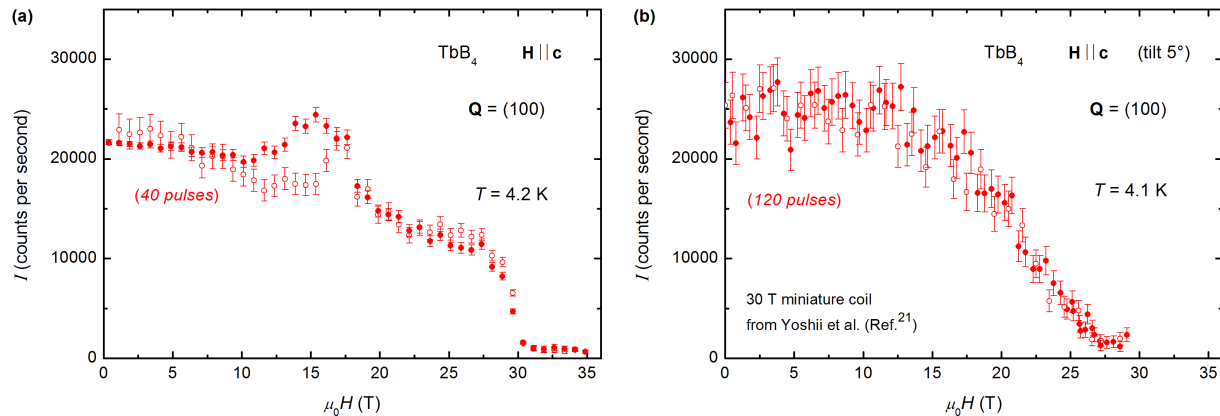 (a)
TbB4 H || c
Q = (100)
(40 pulses)
T = 4.2 K
30000
20000
10000
0
I (counts per second)
0 5 10 15 20 25 30 35
μ0H (T)
(b)
TbB4 H || c (tilt 5°)
Q = (100)
(120 pulses)
T = 4.1 K
30 T miniature coil
from Yoshii et al. (Ref.21)
30000
20000
10000
0
I (counts per second)
0 5 10 15 20 25 30 35
μ0H (T)